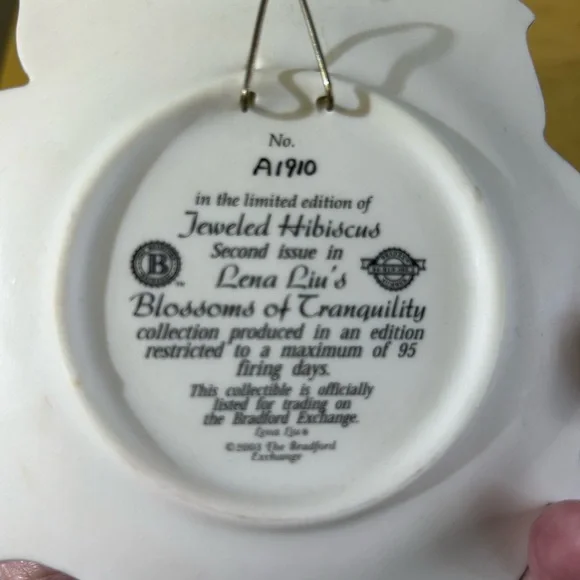 No.
A1910
in the limited edition of
Jeweled Hibiscus
Second issue in
B
TM
Lena Liu's
Blossoms of Tranquility
collection produced in an edition
restricted to a maximum of 95
firing days.
This collectible is officially
listed for trading on
the Bradford Exchange.
Lena Liu
©2003 The Bradford
Exchange